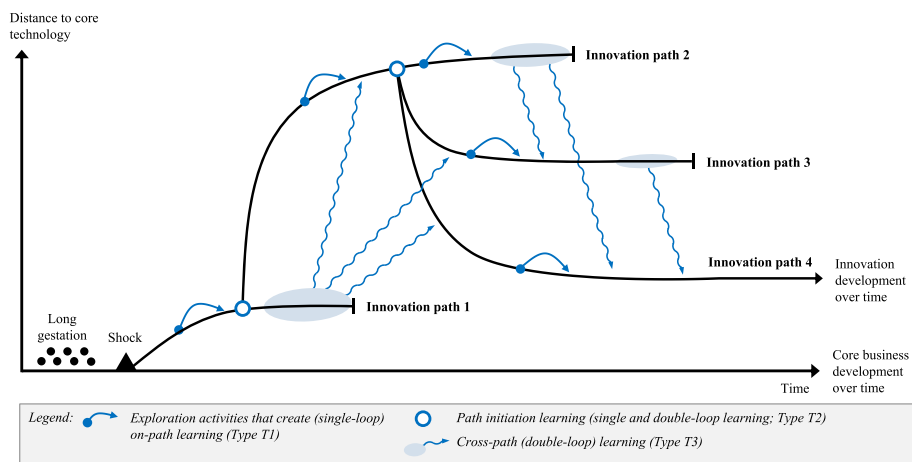 Distance to core
technology
Innovation path 2
Innovation path 3
Innovation path 4
Innovation
development
over time
Innovation path 1
Long
gestation
Shock
Core business
development
over time
Time
Legend:
Exploration activities that create (single-loop)
on-path learning (Type T1)
Path initiation learning (single and double-loop learning; Type T2)
Cross-path (double-loop) learning (Type T3)